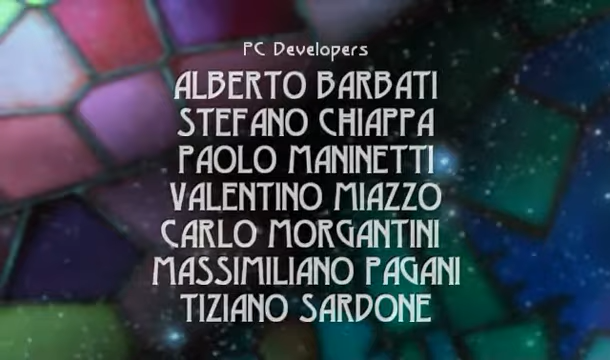 PC Developers
ALBERTO BARBATI
STEFANO CHIAPPA
PAOLO MANINETTI
VALENTINO MIAZZO
CARLO MORGANTINI
MASSIMILIANO PAGANI
TIZIANO SARDONE